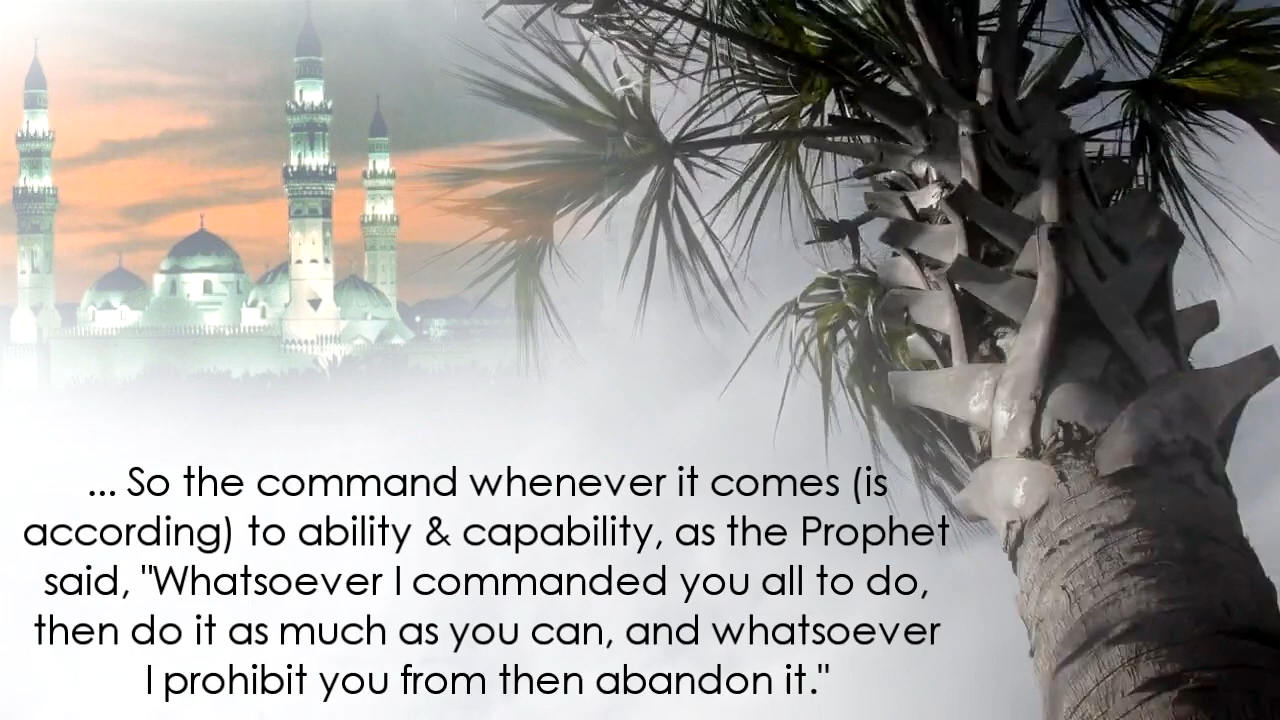 ... So the command whenever it comes (is
according) to ability & capability, as the Prophet
said, "Whatsoever I commanded you all to do,
then do it as much as you can, and whatsoever
I prohibit you from then abandon it."